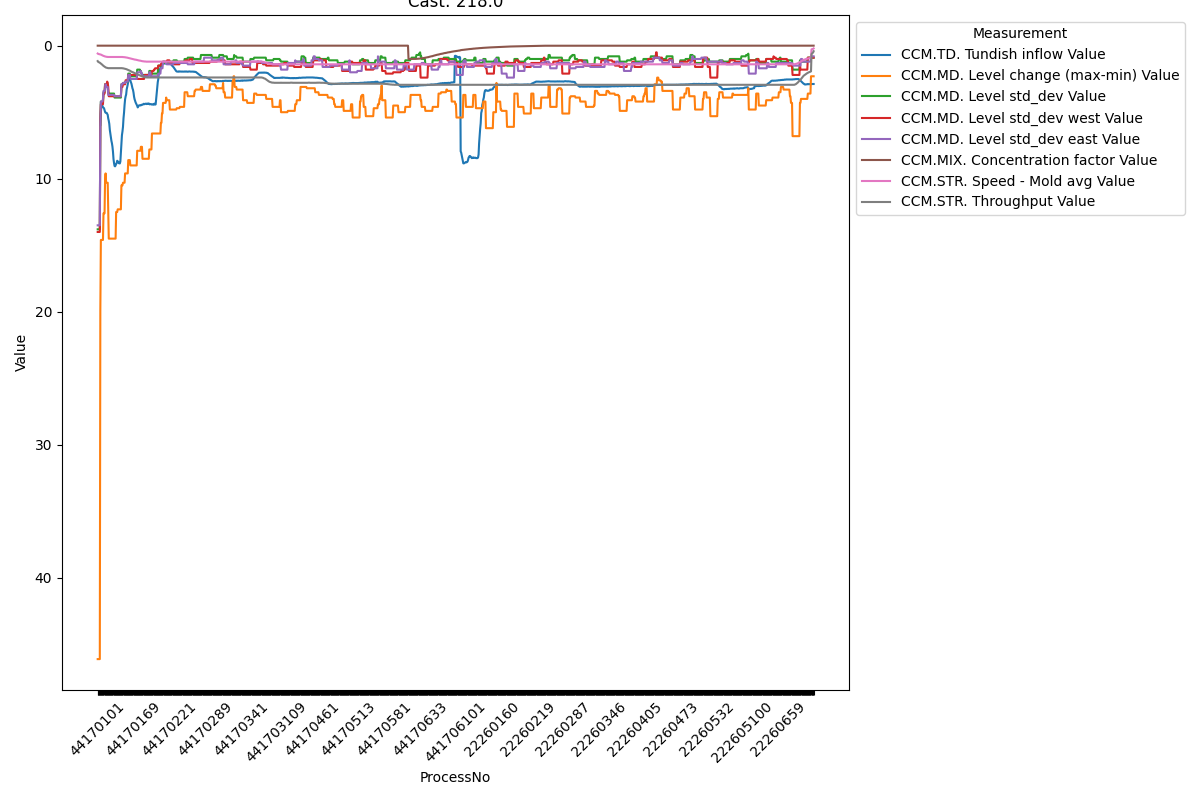 Cast: 218.0
Measurement
CCM.TD. Tundish inflow Value
CCM.MD. Level change (max-min) Value
CCM.MD. Level std_dev Value
CCM.MD. Level std_dev west Value
CCM.MD. Level std_dev east Value
CCM.MIX. Concentration factor Value
CCM.STR. Speed - Mold avg Value
CCM.STR. Throughput Value
0
10
20
30
40
Value
44170101
44170169
44170221
44170289
44170341
441703109
44170461
44170513
44170581
44170633
441706101
22260160
22260219
22260287
22260346
22260405
22260473
22260532
222605100
22260659
ProcessNo